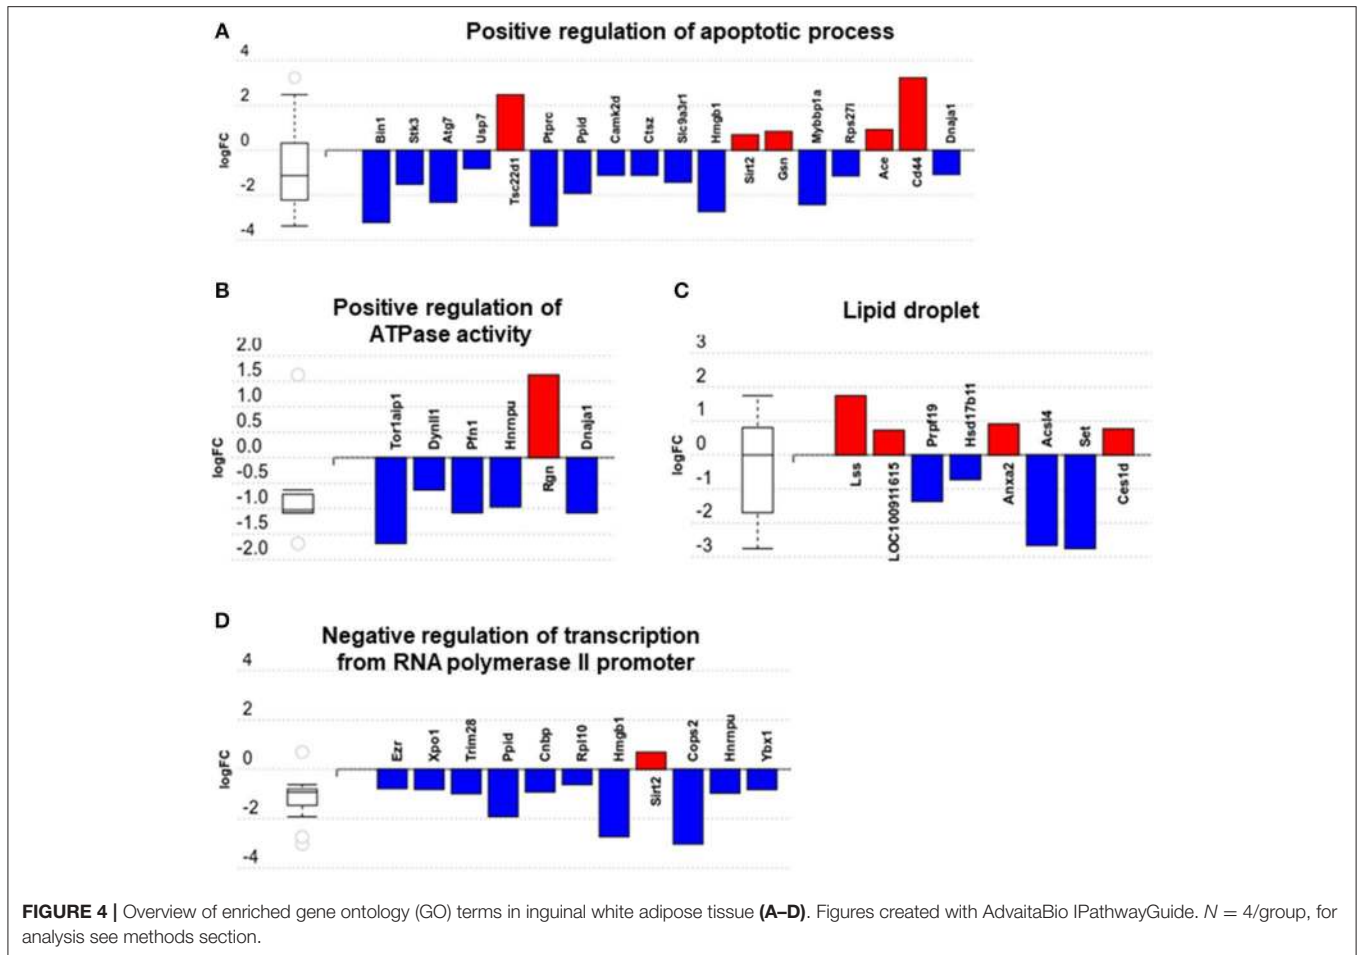 A
Positive regulation of apoptotic process
4
2
0
-2
-4
logFC
Bin1
Stk3
Atg7
Usp7
Tsc22d1
Ptprc
Ppid
Camk2d
Ctsz
Slc9a3r1
Hmgb1
Sirt2
Gsn
Mybbp1a
Rps27l
Ace
Cd44
Dnaja1
B
Positive regulation of
ATPase activity
2.0
1.5
1.0
0.5
0.0
-0.5
-1.0
-1.5
-2.0
logFC
Tor1aip1
Dynll1
Pfn1
Hnrnpu
Rgn
Dnaja1
C
Lipid droplet
3
2
1
0
-1
-2
-3
logFC
Lss
LOC100911615
Prpf19
Hsd17b11
Anxa2
Acsl4
Set
Ces1d
D
Negative regulation of transcription
from RNA polymerase II promoter
4
2
0
-2
-4
logFC
Ezr
Xpo1
Trim28
Ppid
Cnbp
Rpl10
Hmgb1
Sirt2
Cops2
Hnrnpu
Ybx1
FIGURE 4 | Overview of enriched gene ontology (GO) terms in inguinal white adipose tissue (A–D). Figures created with AdvaitaBio IPathwayGuide. N = 4/group, for
analysis see methods section.